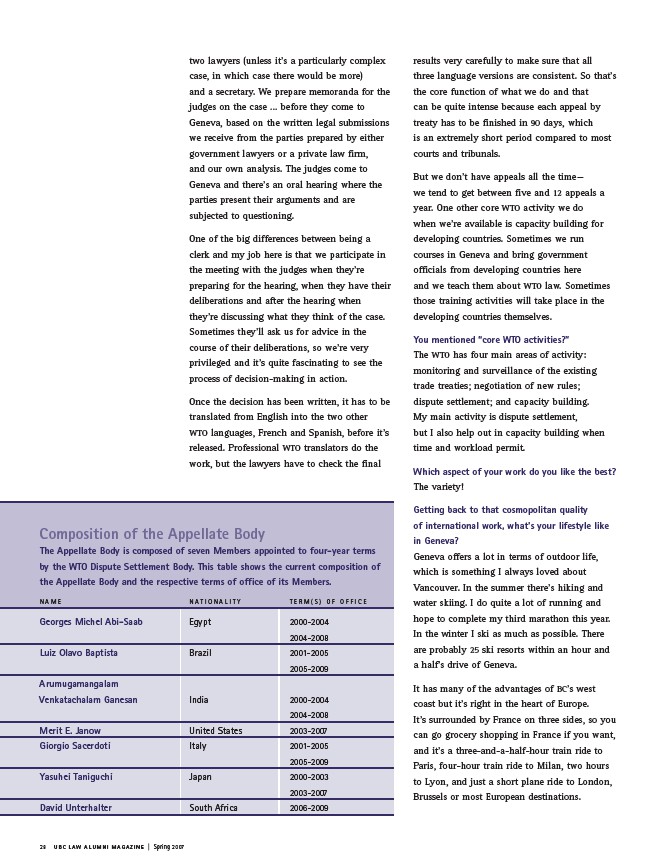 two lawyers (unless it's a particularly complex
case, in which case there would be more)
and a secretary. We prepare memoranda for the
judges on the case ... before they come to
Geneva, based on the written legal submissions
we receive from the parties prepared by either
government lawyers or a private law firm,
and our own analysis. The judges come to
Geneva and there's an oral hearing where the
parties present their arguments and are
subjected to questioning.
One of the big differences between being a
clerk and my job here is that we participate in
the meeting with the judges when they're
preparing for the hearing, when they have their
deliberations and after the hearing when
they're discussing what they think of the case.
Sometimes they'll ask us for advice in the
course of their deliberations, so we're very
privileged and it's quite fascinating to see the
process of decision-making in action.
Once the decision has been written, it has to be
translated from English into the two other
WTO languages, French and Spanish, before it's
released. Professional WTO translators do the
work, but the lawyers have to check the final
results very carefully to make sure that all
three language versions are consistent. So that's
the core function of what we do and that
can be quite intense because each appeal by
treaty has to be finished in 90 days, which
is an extremely short period compared to most
courts and tribunals.
But we don't have appeals all the time—
we tend to get between five and 12 appeals a
year. One other core WTO activity we do
when we're available is capacity building for
developing countries. Sometimes we run
courses in Geneva and bring government
officials from developing countries here
and we teach them about WTO law. Sometimes
those training activities will take place in the
developing countries themselves.
You mentioned "core WTO activities?"
The WTO has four main areas of activity:
monitoring and surveillance of the existing
trade treaties; negotiation of new rules;
dispute settlement; and capacity building.
My main activity is dispute settlement,
but I also help out in capacity building when
time and workload permit.
Which aspect of your work do you like the best?
The variety!
Getting back to that cosmopolitan quality
of international work, what's your lifestyle like
in Geneva?
Geneva offers a lot in terms of outdoor life,
which is something I always loved about
Vancouver. In the summer there's hiking and
water skiing. I do quite a lot of running and
hope to complete my third marathon this year.
In the winter I ski as much as possible. There
are probably 25 ski resorts within an hour and
a half's drive of Geneva.
It has many of the advantages of BC's west
coast but it's right in the heart of Europe.
It's surrounded by France on three sides, so you
can go grocery shopping in France if you want,
and it's a three-and-a-half-hour train ride to
Paris, four-hour train ride to Milan, two hours
to Lyon, and just a short plane ride to London,
Brussels or most European destinations.
Composition of the Appellate Body
The Appellate Body is composed of seven Members appointed to four-year terms
by the WTO Dispute Settlement Body. This table shows the current composition of
the Appellate Body and the respective terms of office of its Members.
NAME NATIONALITY TERM(S) OF OFFICE
Georges Michel Abi-Saab Egypt 2000-2004
2004-2008
Luiz Olavo Baptista Brazil 2001-2005
2005-2009
Arumugamangalam
Venkatachalam Ganesan India 2000-2004
2004-2008
Merit E. Janow United States 2003-2007
Giorgio Sacerdoti Italy 2001-2005
2005-2009
Yasuhei Taniguchi Japan 2000-2003
2003-2007
David Unterhalter South Africa 2006-2009
28 UBC LAW ALUMNI MAGAZINE | Spring 2007